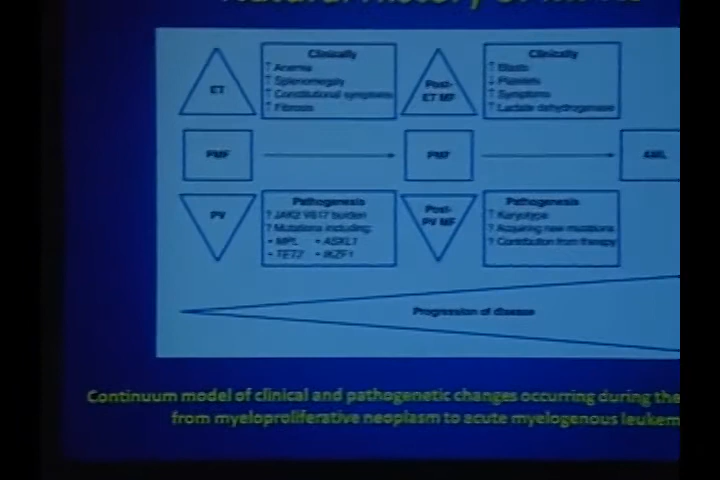 Natural History of
ET
Clinically
↑ Anemia
↑ Splenomegaly
↑ Constitutional symptoms
↑ Fibrosis
Post-
ET MF
Clinically
↑ Blasts
↓ Platelets
↑ Symptoms
↑ Lactate dehydrogenase
PMF
PMF
AML
PV
Pathogenesis
? JAK2 V617 burden
? Mutations including:
• MPL • ASXL1
• TET2 • IKZF1
Post-
PV MF
Pathogenesis
? Karyotype
? Acquiring new mutations
? Contribution from therapy
Progression of disease
Continuum model of clinical and pathogenetic changes occurring during the
from myeloproliferative neoplasm to acute myelogenous leukem